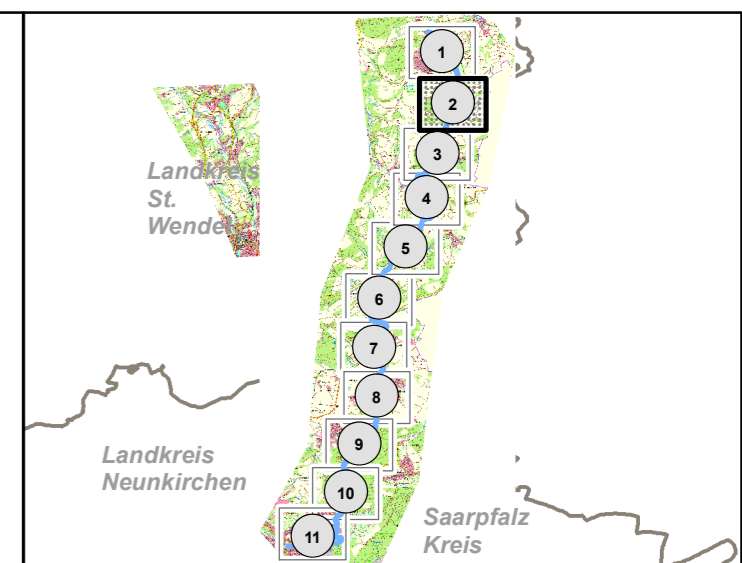 1
2
3
Landkreis
St.
Wendel
4
5
6
7
8
9
Landkreis
Neunkirchen
10
Saarpfalz
Kreis
11